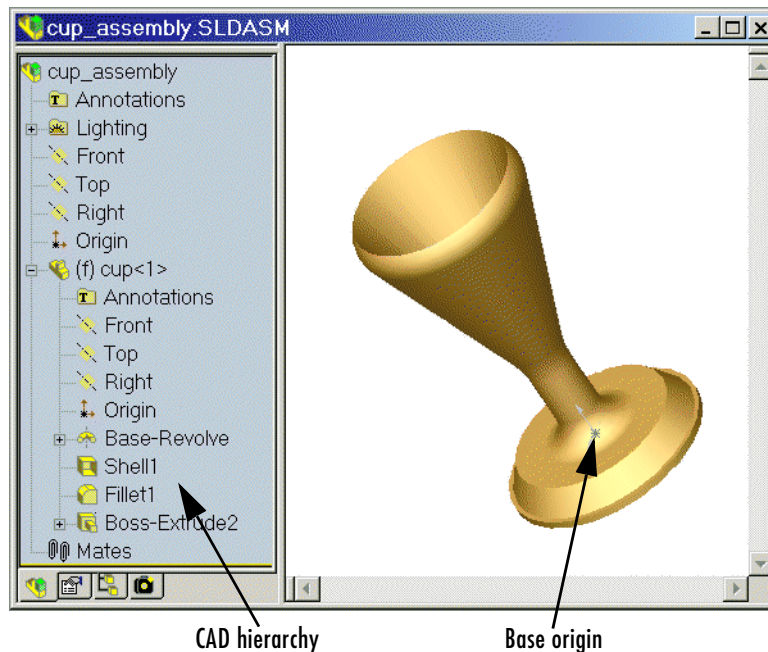 cup_assembly.SLDASM
cup_assembly
Annotations
Lighting
Front
Top
Right
Origin
(f) cup<1>
Annotations
Front
Top
Right
Origin
Base-Revolve
Shell1
Fillet1
Boss-Extrude2
Mates
CAD hierarchy
Base origin